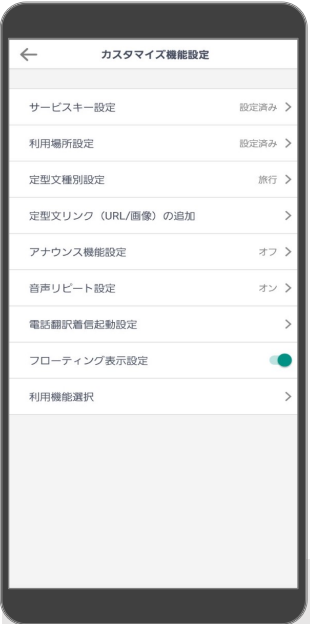 カスタマイズ機能設定
サービスキー設定 設定済み
利用場所設定 設定済み
定型文種別設定 旅行
定型文リンク（URL/画像）の追加
アナウンス機能設定 オフ
音声リピート設定 オン
電話翻訳着信起動設定
フローティング表示設定
利用機能選択